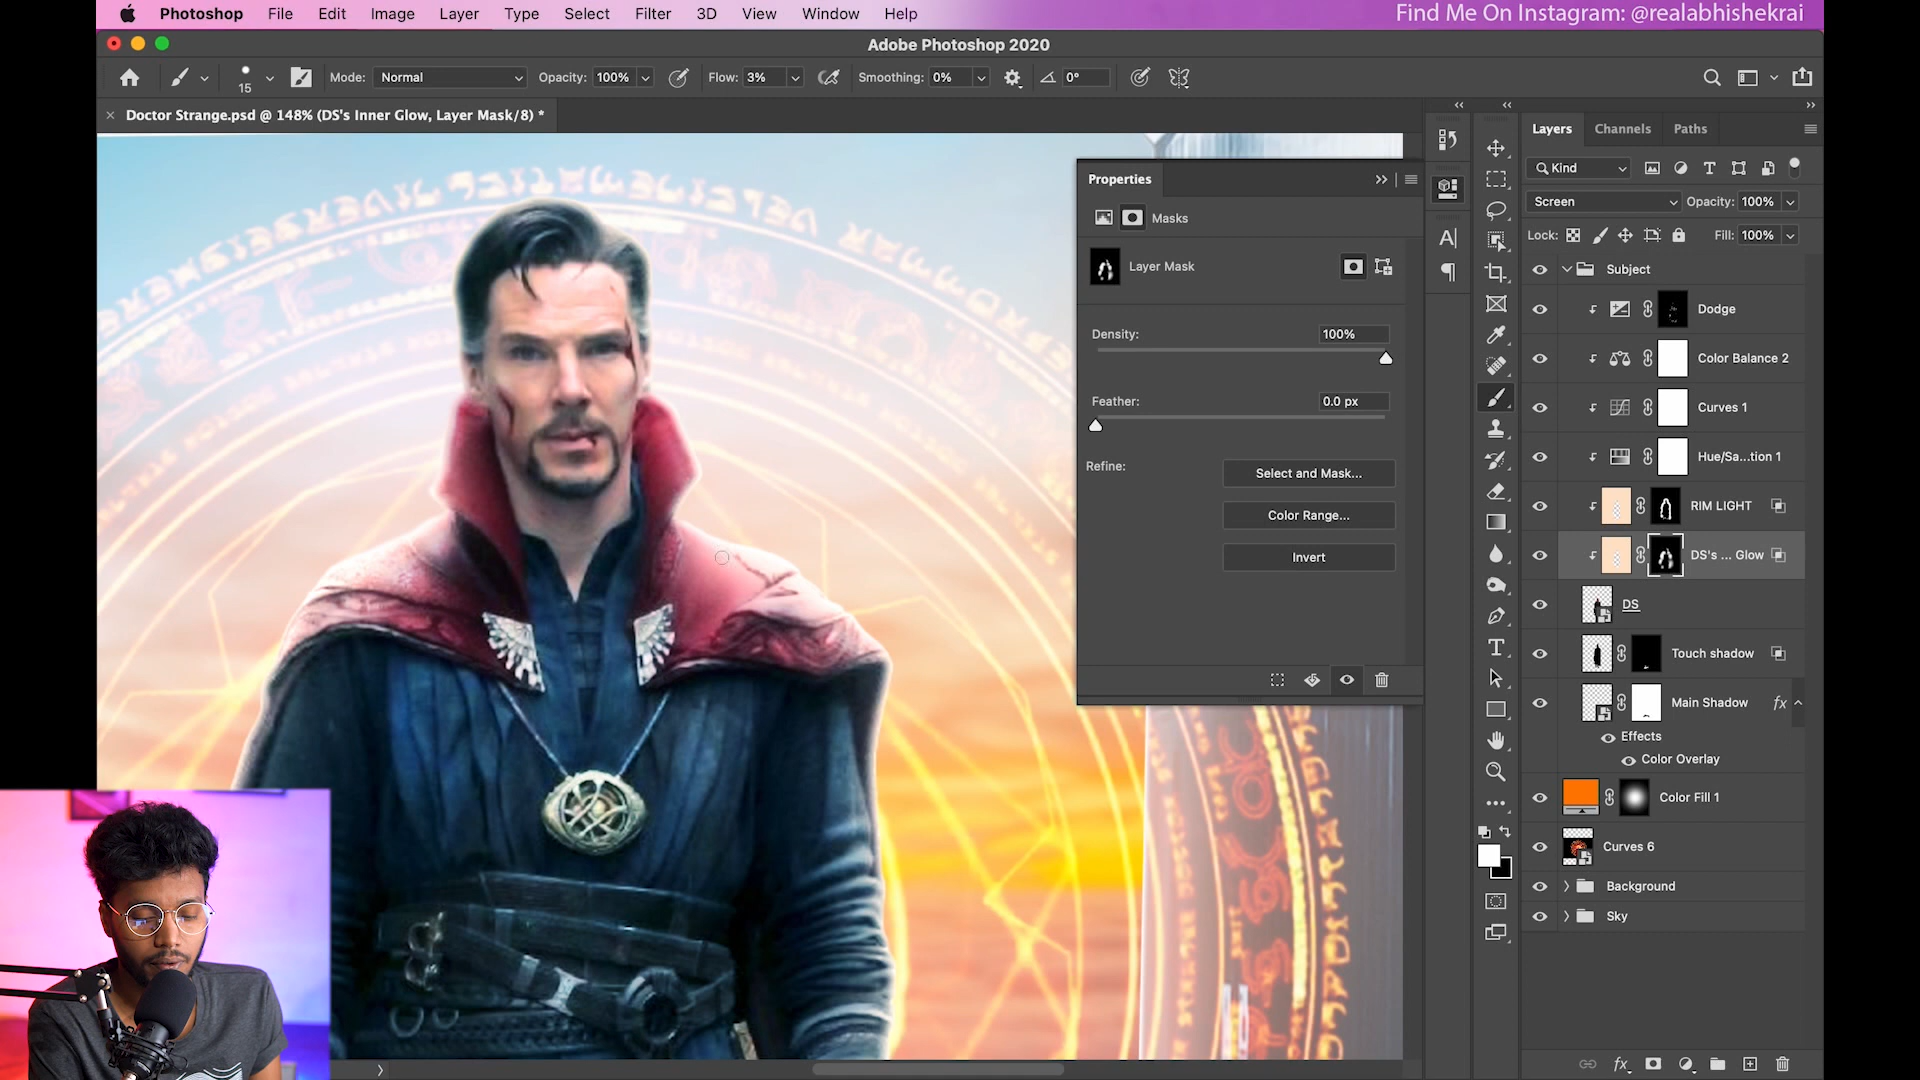 Photoshop File Edit Image Layer Type Select Filter 3D View Window Help
Find Me On Instagram: @realabhishekrai
Adobe Photoshop 2020
15 Mode: Normal Opacity: 100% Flow: 3% Smoothing: 0% 0°
Doctor Strange.psd @ 148% (DS's Inner Glow, Layer Mask/8) *
Properties
Masks
Layer Mask
Density: 100%
Feather: 0.0 px
Refine:
Select and Mask...
Color Range...
Invert
Layers Channels Paths
Kind
Screen Opacity: 100%
Lock: Fill: 100%
Subject
Dodge
Color Balance 2
Curves 1
Hue/Sa...tion 1
RIM LIGHT
DS's ... Glow
DS
Touch shadow
Main Shadow fx
Effects
Color Overlay
Color Fill 1
Curves 6
Background
Sky
fx